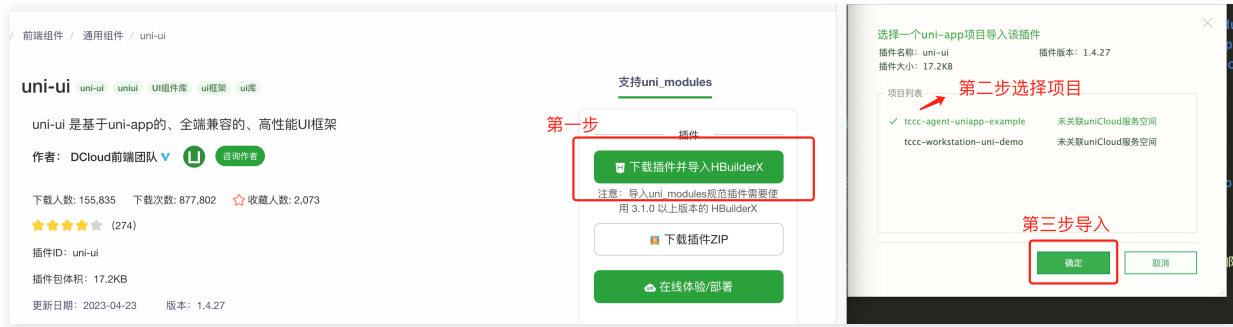 / 前端组件 / 通用组件 / uni-ui
uni-ui uni-ui uniui UI组件库 ui框架 ui库
uni-ui 是基于uni-app的、全端兼容的、高性能UI框架
作者： DCloud前端团队 咨询作者
下载人数: 155,835 下载次数: 877,802 收藏人数: 2,073
(274)
插件ID：uni-ui
插件包体积：17.2KB
更新日期：2023-04-23 版本：1.4.27
支持uni_modules
第一步
插件
下载插件并导入HBuilderX
注意：导入uni_modules规范插件需要使
用 3.1.0 以上版本的 HBuilderX
下载插件ZIP
在线体验/部署
选择一个uni-app项目导入该插件
插件名称：uni-ui 插件版本：1.4.27
插件大小：17.2KB
项目列表
第二步选择项目
tccc-agent-uniapp-example 未关联uniCloud服务空间
tccc-workstation-uni-demo 未关联uniCloud服务空间
第三步导入
确定 取消